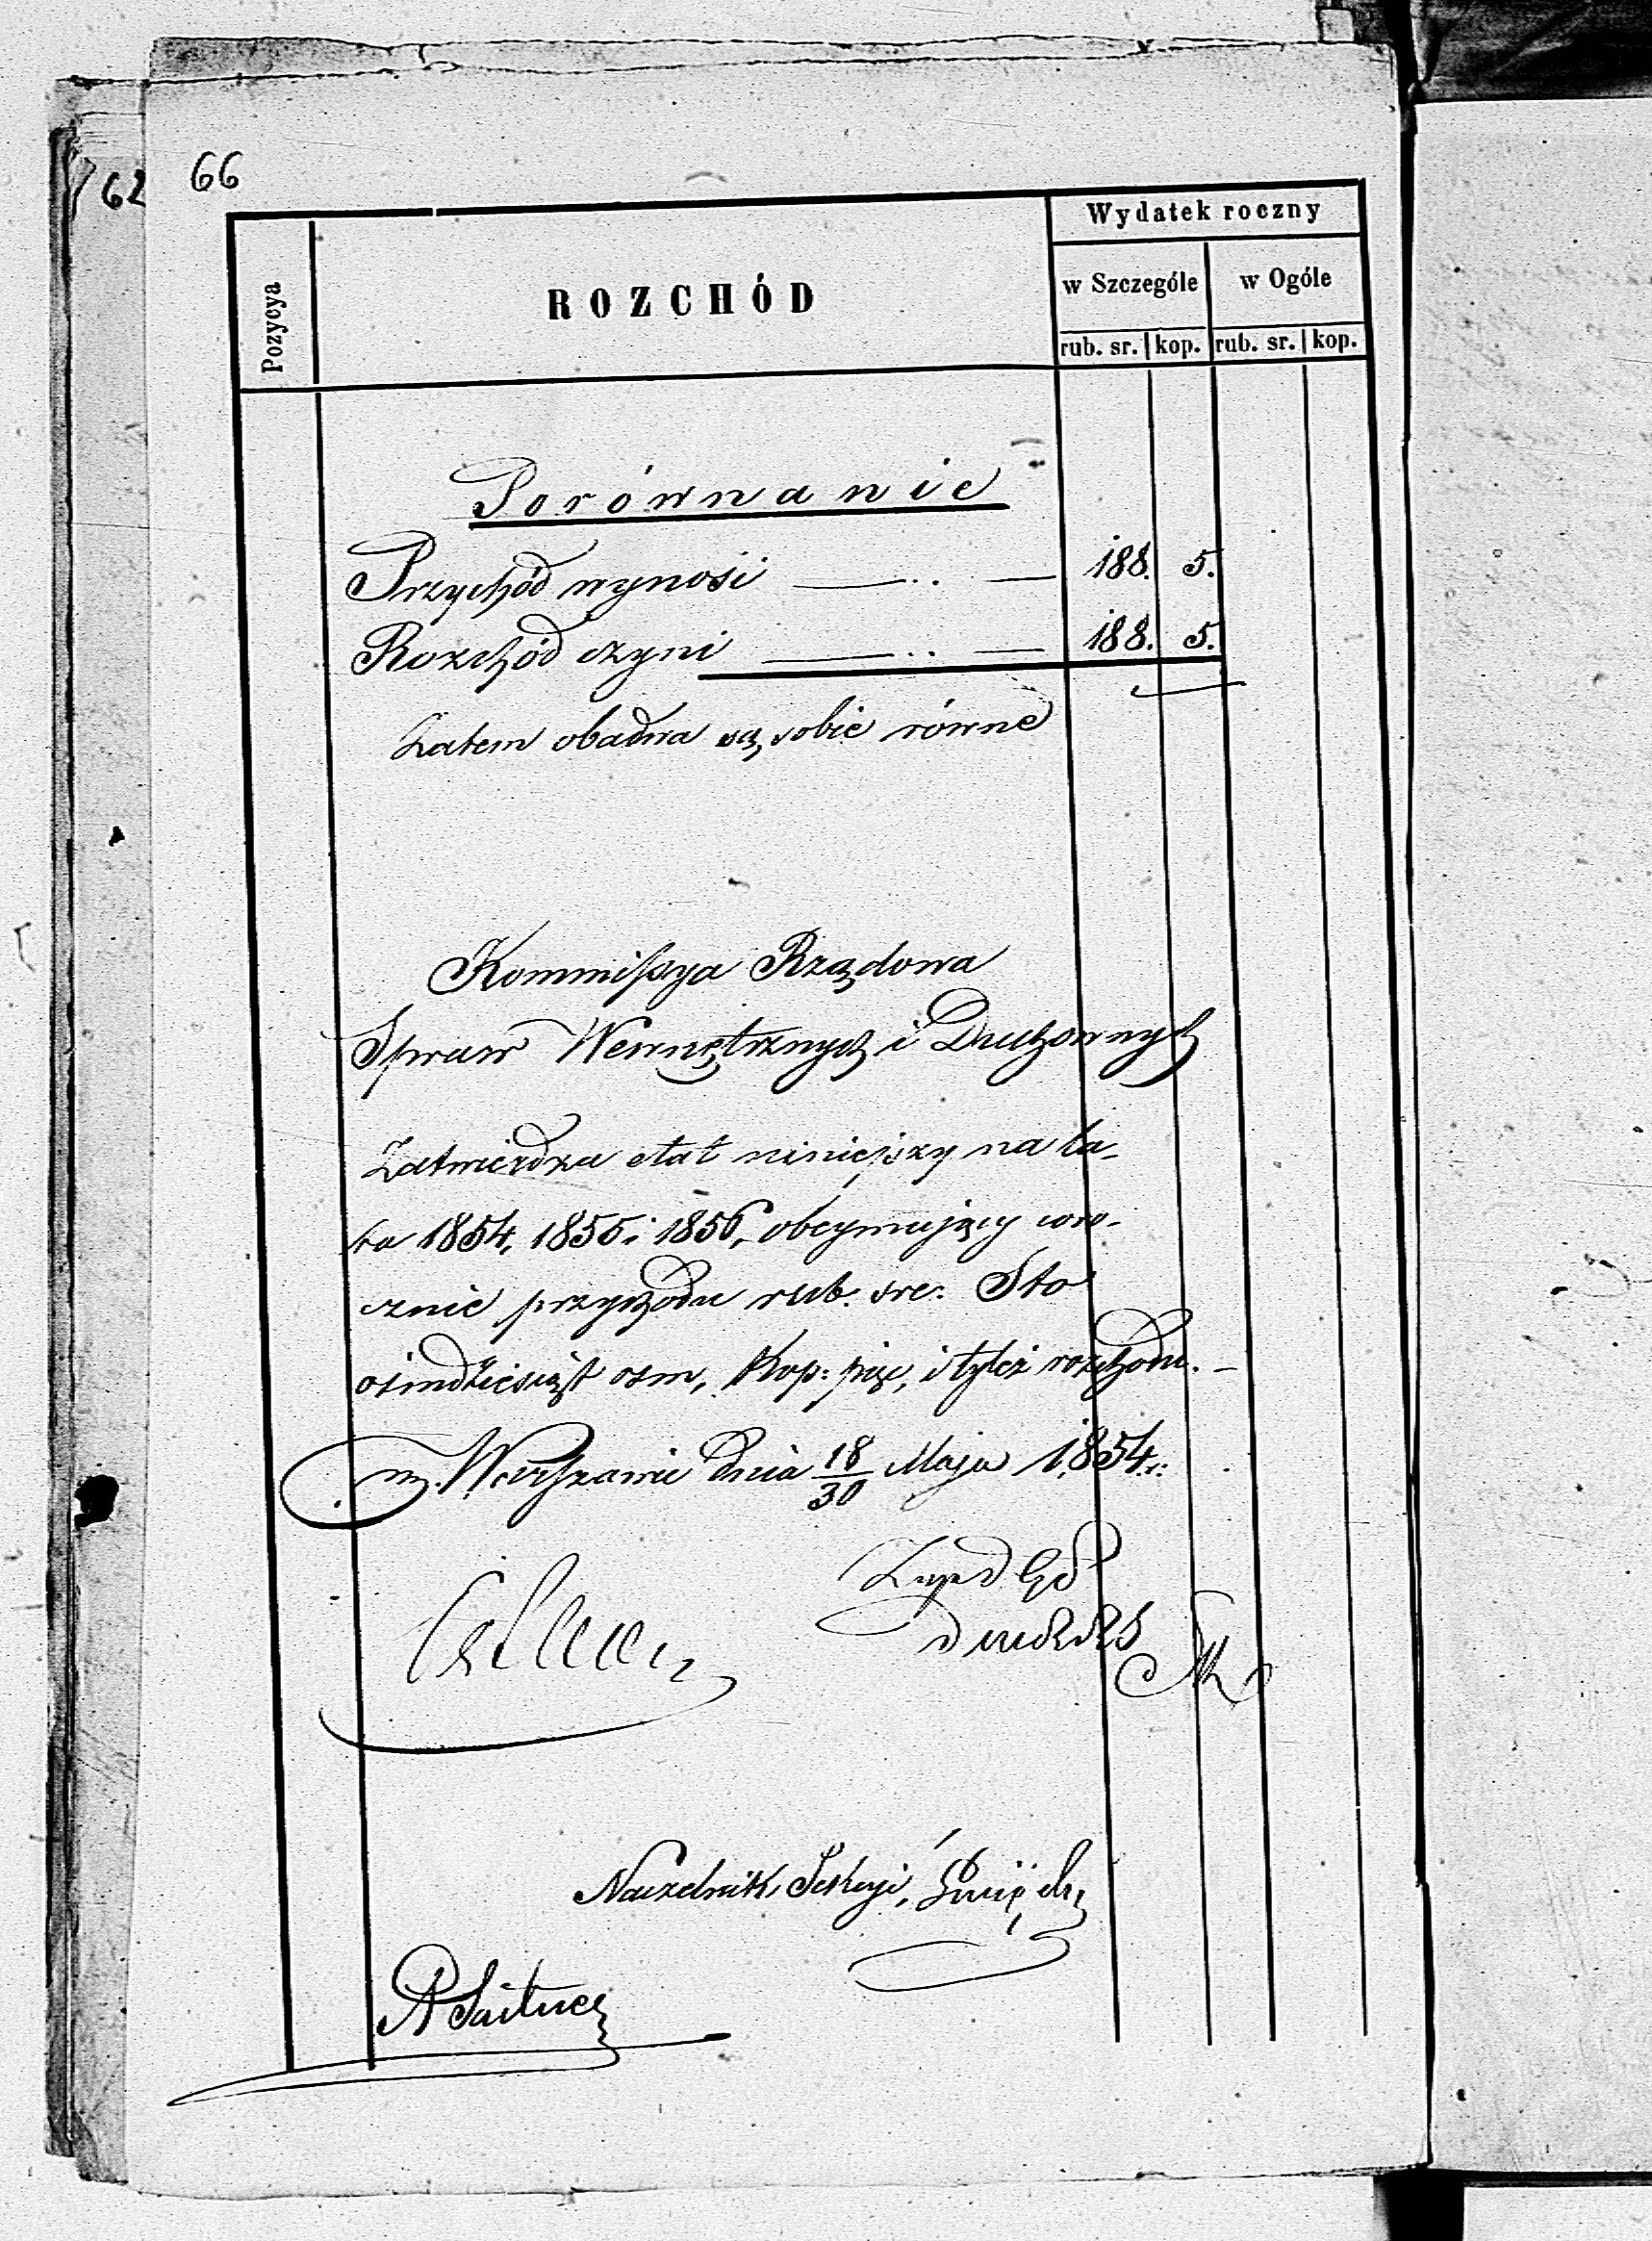 62
66
Pozycya
ROZCHÓD
Wydatek roczny
w Szczególe
w Ogóle
rub. sr. kop. rub. sr. kop.
Porównanie
Przychód wynosi 188. 5.
Rozchód czyni 188. 5.
Zatem obadwa są sobie równe
Kommissya Rządowa
Spraw Wewnętrznych i Duchownych
Zatwierdza etat niniejszy na la-
ta 1854, 1855 i 1856, obeymujący coro-
cznie przychodu rub. sre: Sto
ośmdziesiąt osm, Kop: pięć, i tyleż rozchodu. –
w Warszawie dnia 18/30 Maja 1854.
Naczelnik Sekcyi,